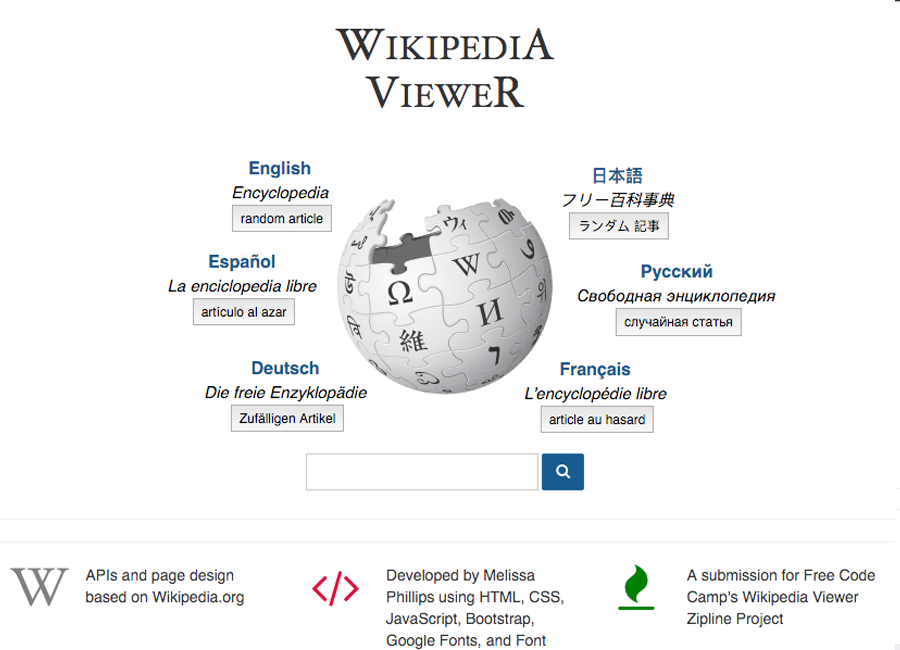 WIKIPEDIA
VIEWER
English
Encyclopedia
random article
日本語
フリー百科事典
ランダム 記事
Español
La enciclopedia libre
artículo al azar
Русский
Свободная энциклопедия
случайная статья
Deutsch
Die freie Enzyklopädie
Zufälligen Artikel
Français
L'encyclopédie libre
article au hasard
ウィ
W
Ω
И
維
W
APIs and page design
based on Wikipedia.org
</>
Developed by Melissa
Phillips using HTML, CSS,
JavaScript, Bootstrap,
Google Fonts, and Font
A submission for Free Code
Camp's Wikipedia Viewer
Zipline Project